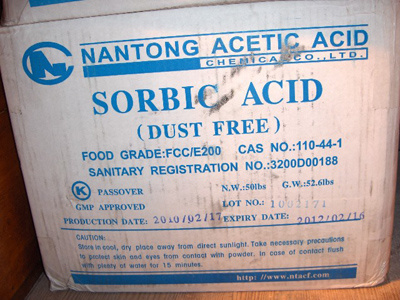 NANTONG ACETIC ACID
CHEMICAL CO., LTD.
SORBIC ACID
(DUST FREE)
FOOD GRADE:FCC/E200 CAS NO.:110-44-1
SANITARY REGISTRATION NO.:3200D00188
K PASSOVER N.W.:50lbs G.W.:52.6lbs
GMP APPROVED LOT NO.: 1002171
PRODUCTION DATE: 2010/02/17 EXPIRY DATE: 2012/02/16
CAUTION:
Store in cool, dry place away from direct sunlight. Take necessary precautions
to protect skin and eyes from contact with powder. In case of contact flush
with plenty of water for 15 minutes.
http: //www.ntacf.com